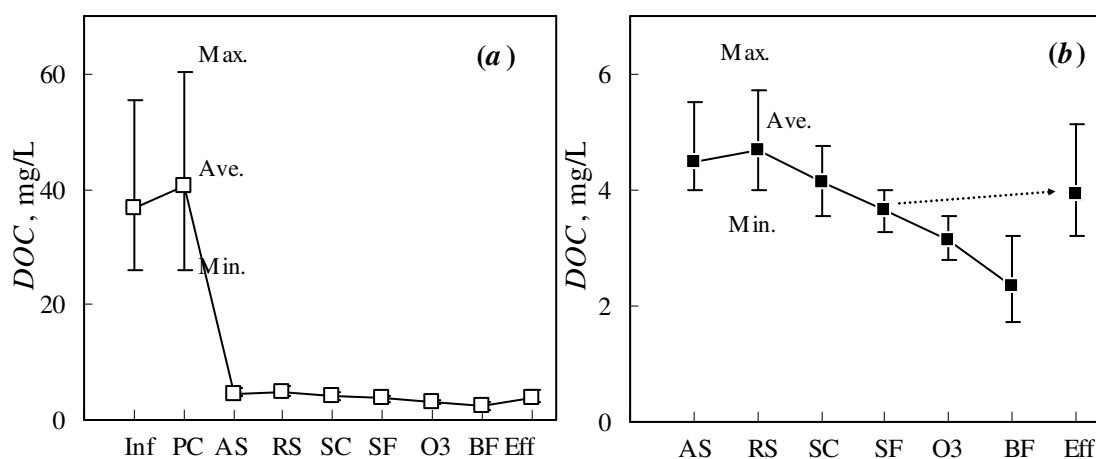 (a)
60
40
20
0
DOC, mg/L
Max.
Ave.
Min.
Inf PC AS RS SC SF O3 BF Eff
(b)
6
4
2
0
DOC, mg/L
Max.
Ave.
Min.
AS RS SC SF O3 BF Eff